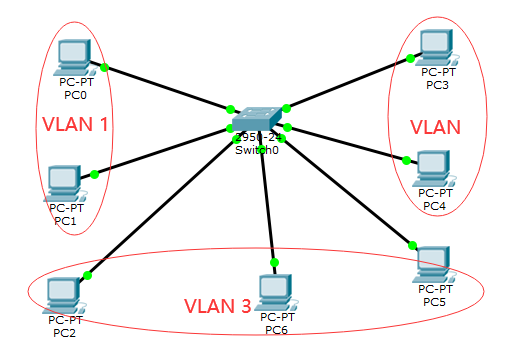 PC-PT
PC0
VLAN 1
PC-PT
PC1
PC-PT
PC2
2950-24
Switch0
VLAN 3
PC-PT
PC6
PC-PT
PC3
VLAN
PC-PT
PC4
PC-PT
PC5